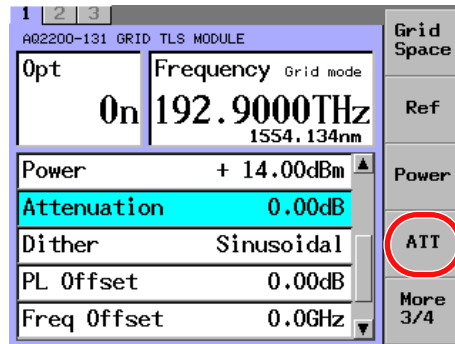 1 2 3
AQ2200-131 GRID TLS MODULE
Opt
On
Frequency Grid mode
192.9000THz
1554.134nm
Power + 14.00dBm
Attenuation 0.00dB
Dither Sinusoidal
PL Offset 0.00dB
Freq Offset 0.0GHz
Grid
Space
Ref
Power
ATT
More
3/4